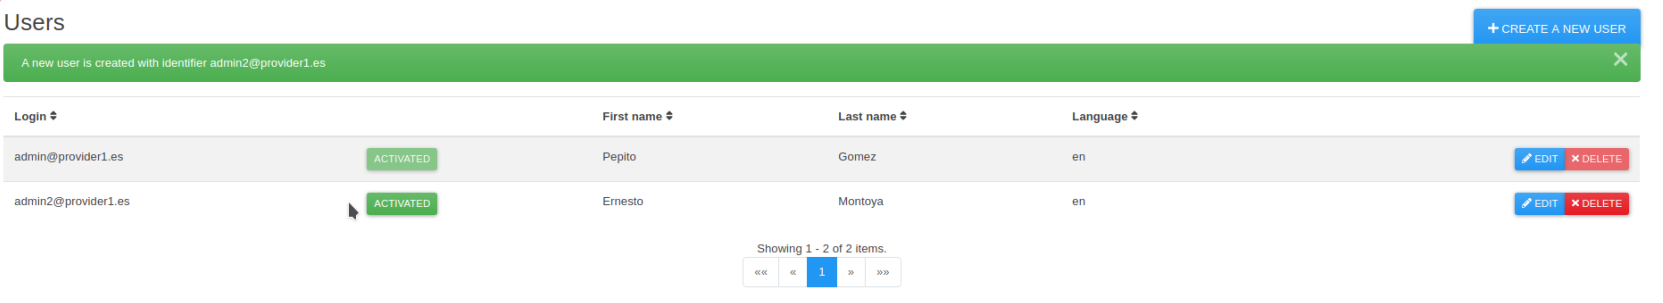 Users
CREATE A NEW USER
A new user is created with identifier admin2@provider1.es
Login First name Last name Language
admin@provider1.es ACTIVATED Pepito Gomez en EDIT DELETE
admin2@provider1.es ACTIVATED Ernesto Montoya en EDIT DELETE
Showing 1 - 2 of 2 items.
«« « 1 » »»